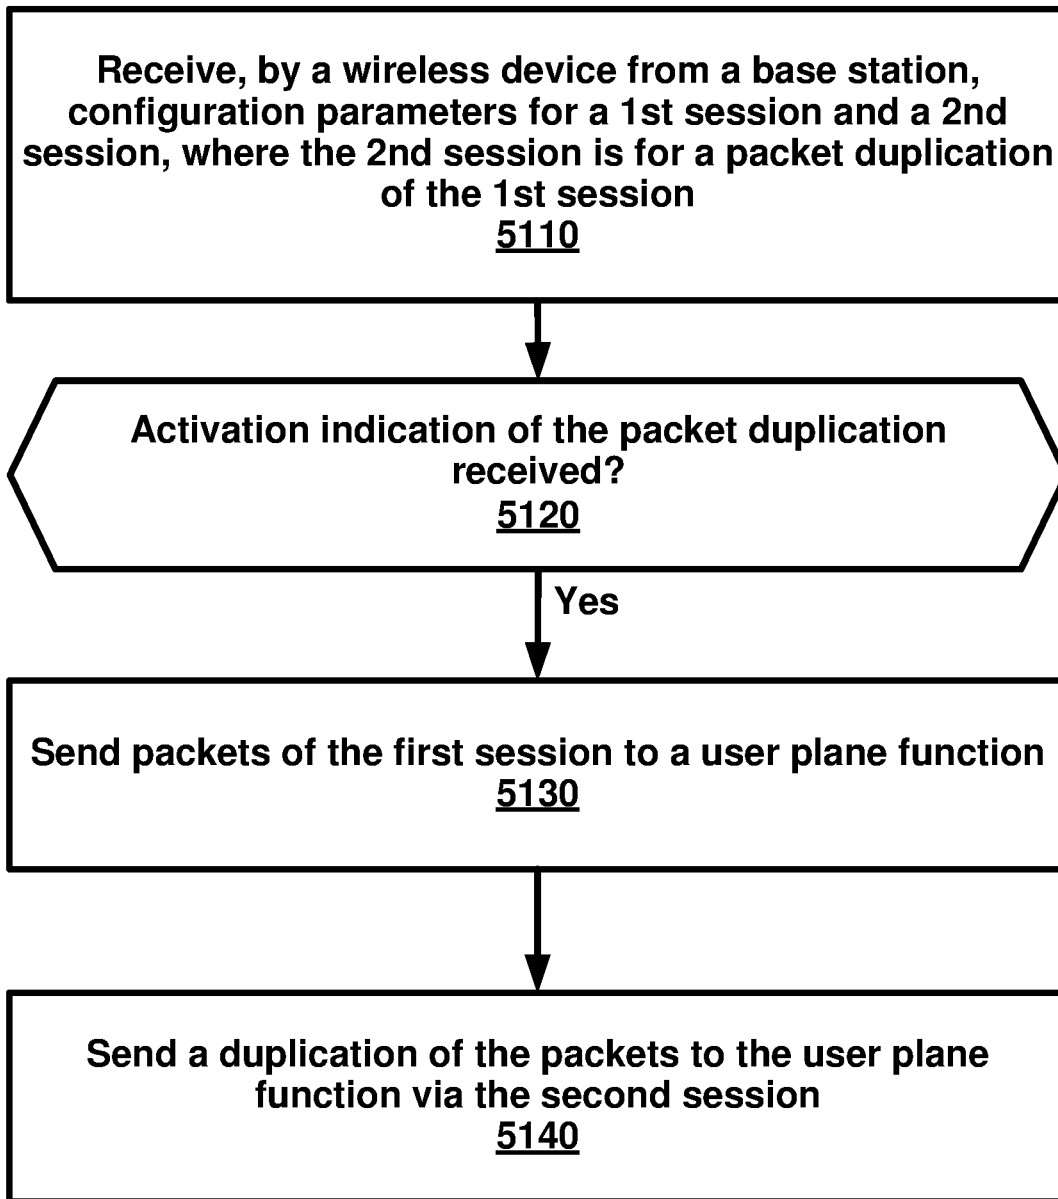 Receive, by a wireless device from a base station,
configuration parameters for a 1st session and a 2nd
session, where the 2nd session is for a packet duplication
of the 1st session
5110
Activation indication of the packet duplication
received?
5120
Yes
Send packets of the first session to a user plane function
5130
Send a duplication of the packets to the user plane
function via the second session
5140